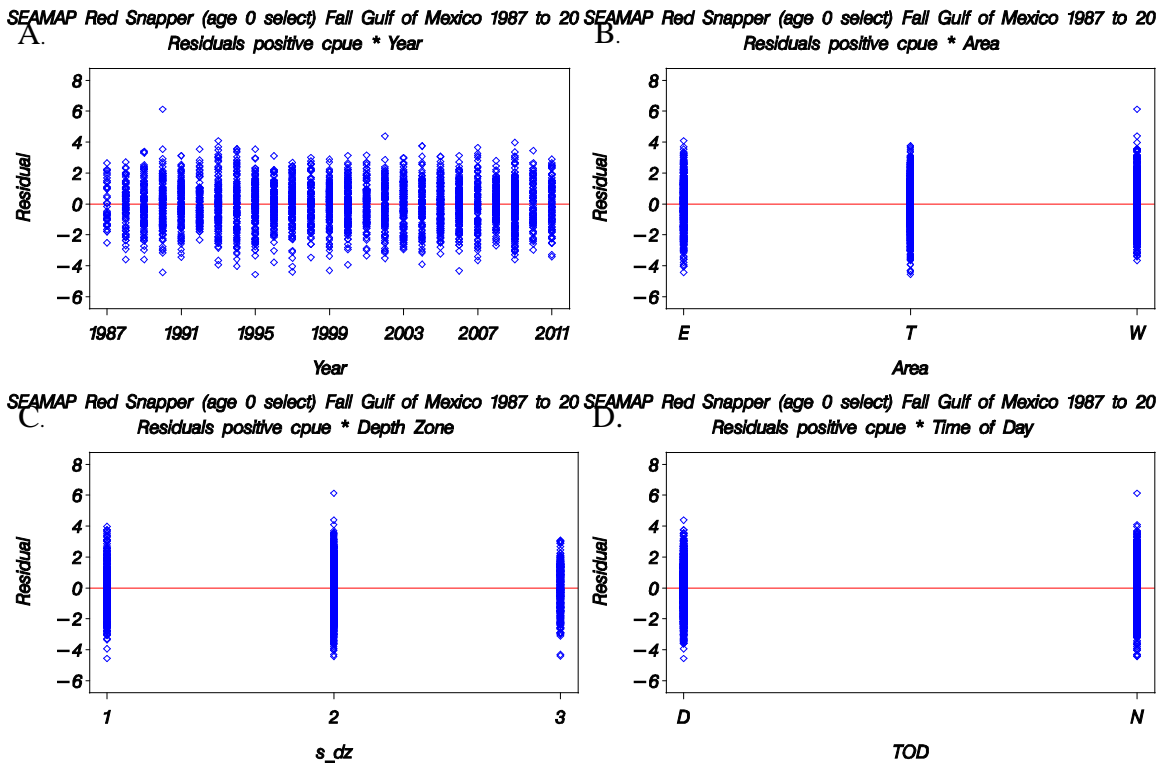 SEAMAP Red Snapper (age 0 select) Fall Gulf of Mexico 1987 to 20
A.
Residuals positive cpue * Year
8
6
4
2
0
−2
−4
−6
Residual
1987 1991 1995 1999 2003 2007 2011
Year
SEAMAP Red Snapper (age 0 select) Fall Gulf of Mexico 1987 to 20
B.
Residuals positive cpue * Area
8
6
4
2
0
−2
−4
−6
Residual
E T W
Area
SEAMAP Red Snapper (age 0 select) Fall Gulf of Mexico 1987 to 20
C.
Residuals positive cpue * Depth Zone
8
6
4
2
0
−2
−4
−6
Residual
1 2 3
s_dz
SEAMAP Red Snapper (age 0 select) Fall Gulf of Mexico 1987 to 20
D.
Residuals positive cpue * Time of Day
8
6
4
2
0
−2
−4
−6
Residual
D N
TOD